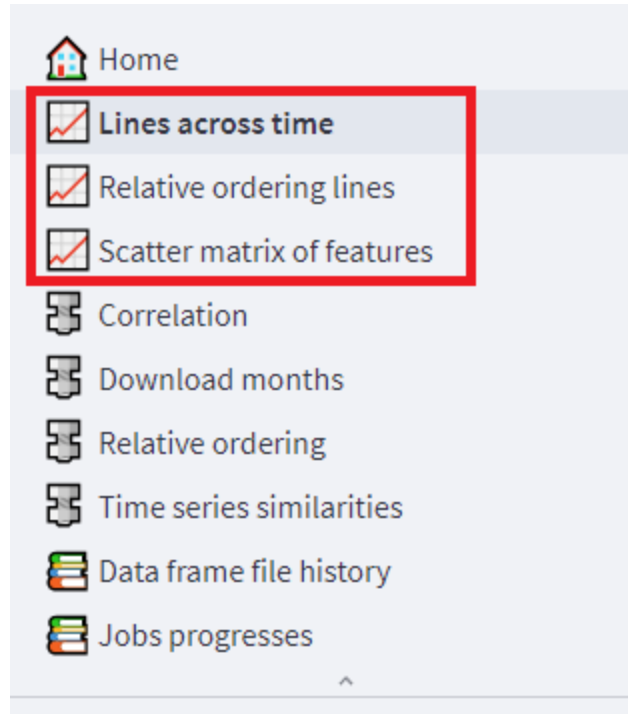 Home
Lines across time
Relative ordering lines
Scatter matrix of features
Correlation
Download months
Relative ordering
Time series similarities
Data frame file history
Jobs progresses